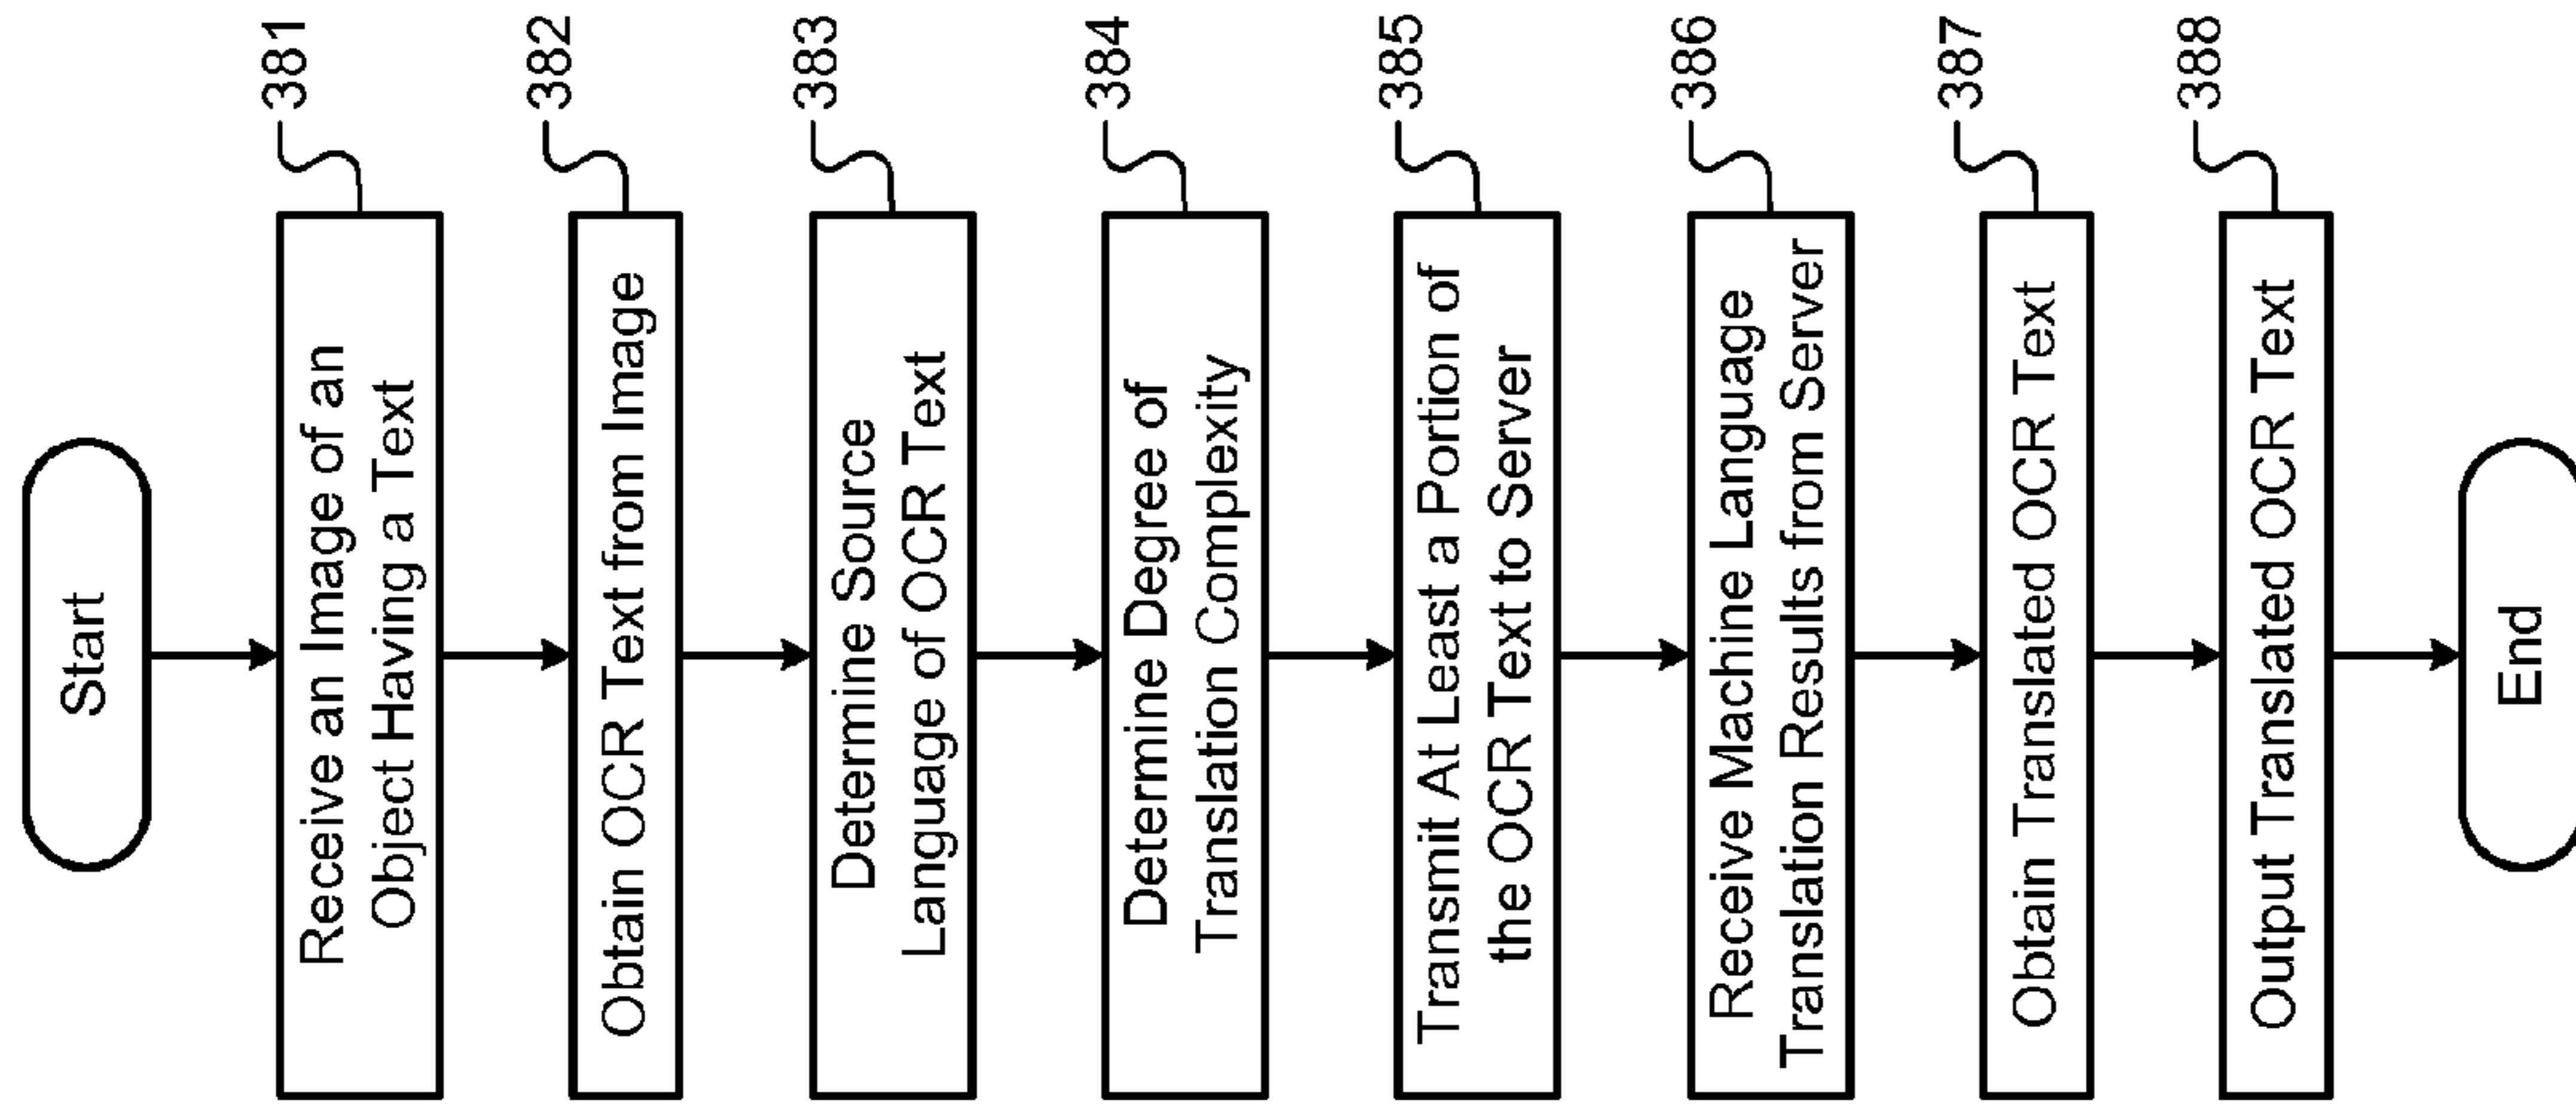 Start
Receive an Image of an
Object Having a Text
381
Obtain OCR Text from Image
382
Determine Source
Language of OCR Text
383
Determine Degree of
Translation Complexity
384
Transmit At Least a Portion of
the OCR Text to Server
385
Receive Machine Language
Translation Results from Server
386
Obtain Translated OCR Text
387
Output Translated OCR Text
388
End